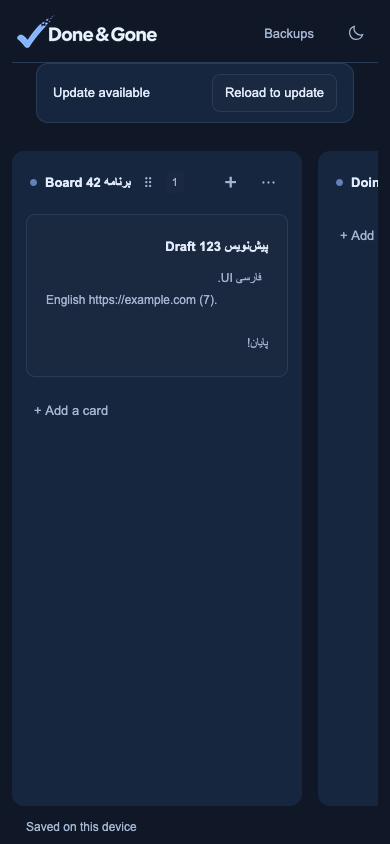 Done & Gone
Backups
Update available
Reload to update
برنامه Board 42
1
Doin
پیش‌نویس Draft 123
فارسی UI.
English https://example.com (7).
پایان!
+ Add a card
+ Add
Saved on this device